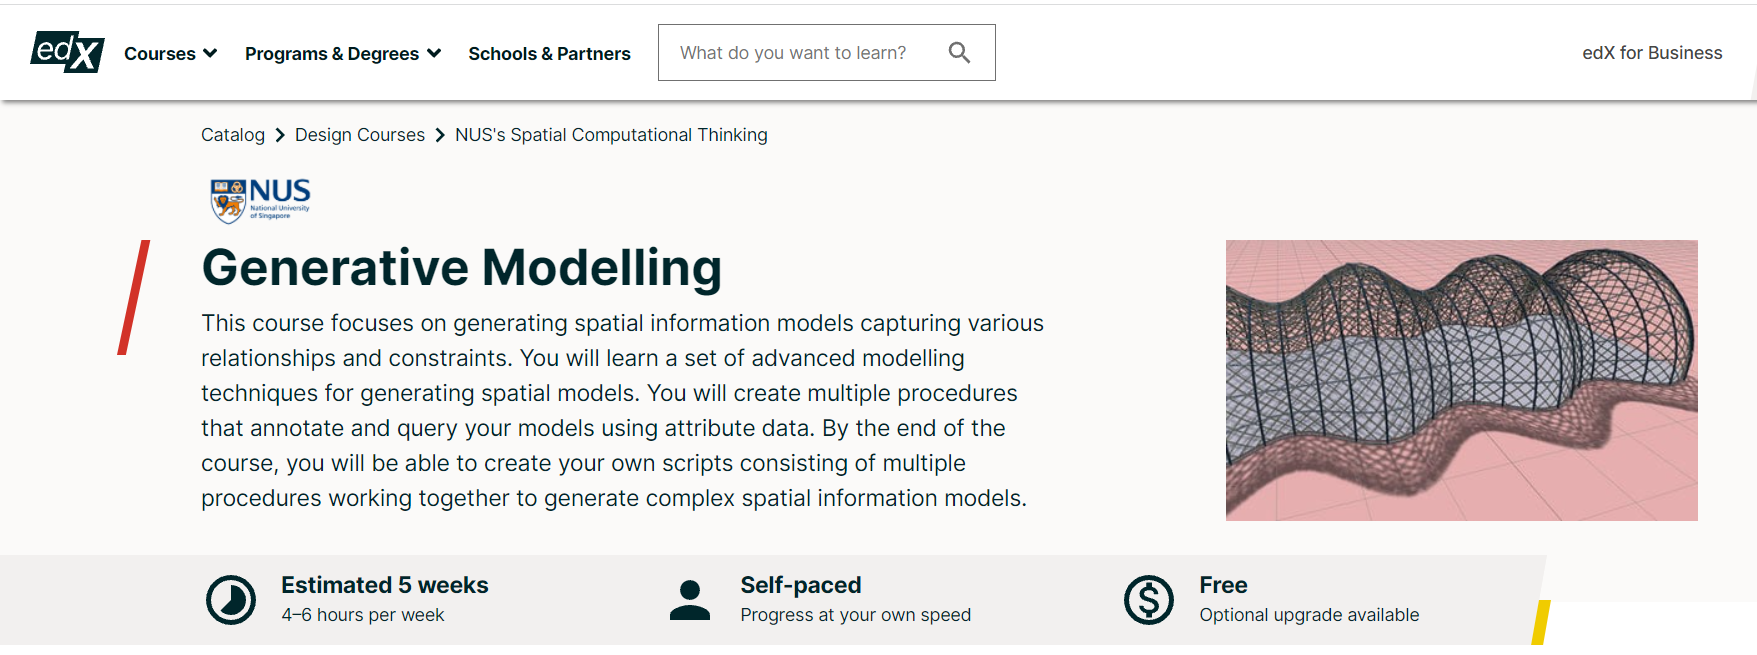 edX
Courses
Programs & Degrees
Schools & Partners
What do you want to learn?
edX for Business
Catalog > Design Courses > NUS's Spatial Computational Thinking
NUS
National University
of Singapore
Generative Modelling
This course focuses on generating spatial information models capturing various
relationships and constraints. You will learn a set of advanced modelling
techniques for generating spatial models. You will create multiple procedures
that annotate and query your models using attribute data. By the end of the
course, you will be able to create your own scripts consisting of multiple
procedures working together to generate complex spatial information models.
Estimated 5 weeks
4–6 hours per week
Self-paced
Progress at your own speed
Free
Optional upgrade available